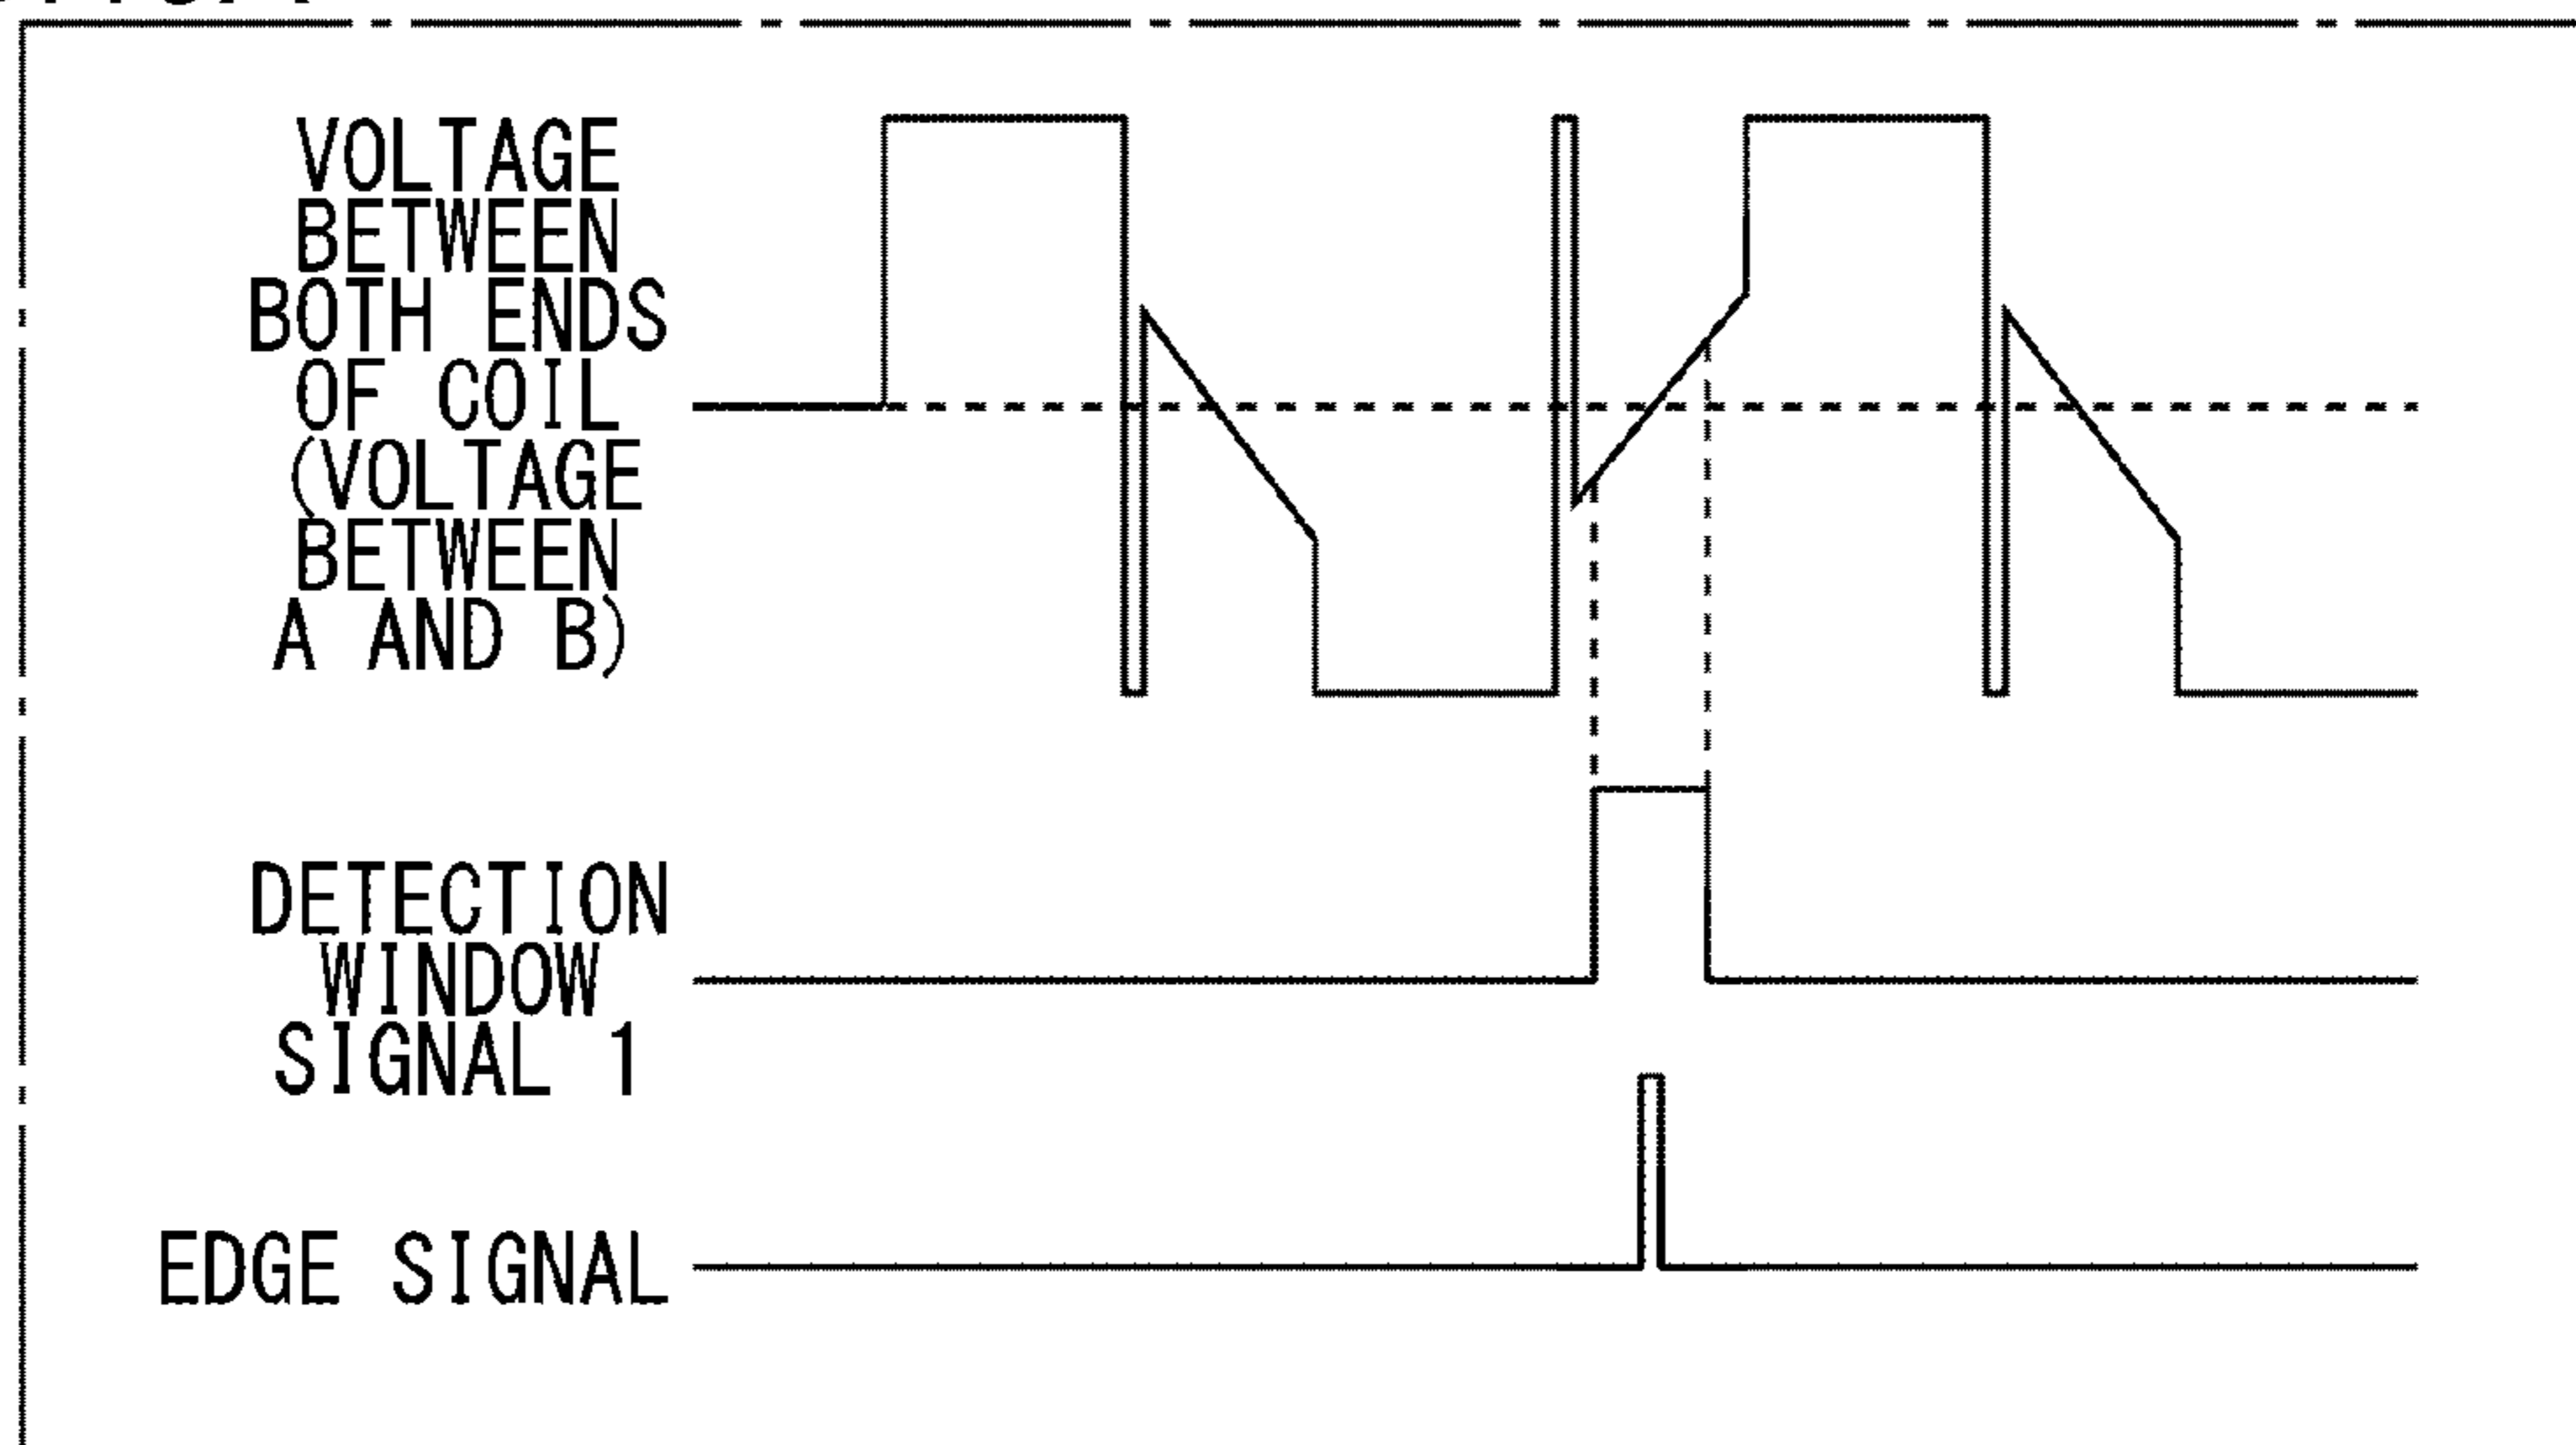 VOLTAGE
BETWEEN
BOTH ENDS
OF COIL
(VOLTAGE
BETWEEN
A AND B)
DETECTION
WINDOW
SIGNAL 1
EDGE SIGNAL